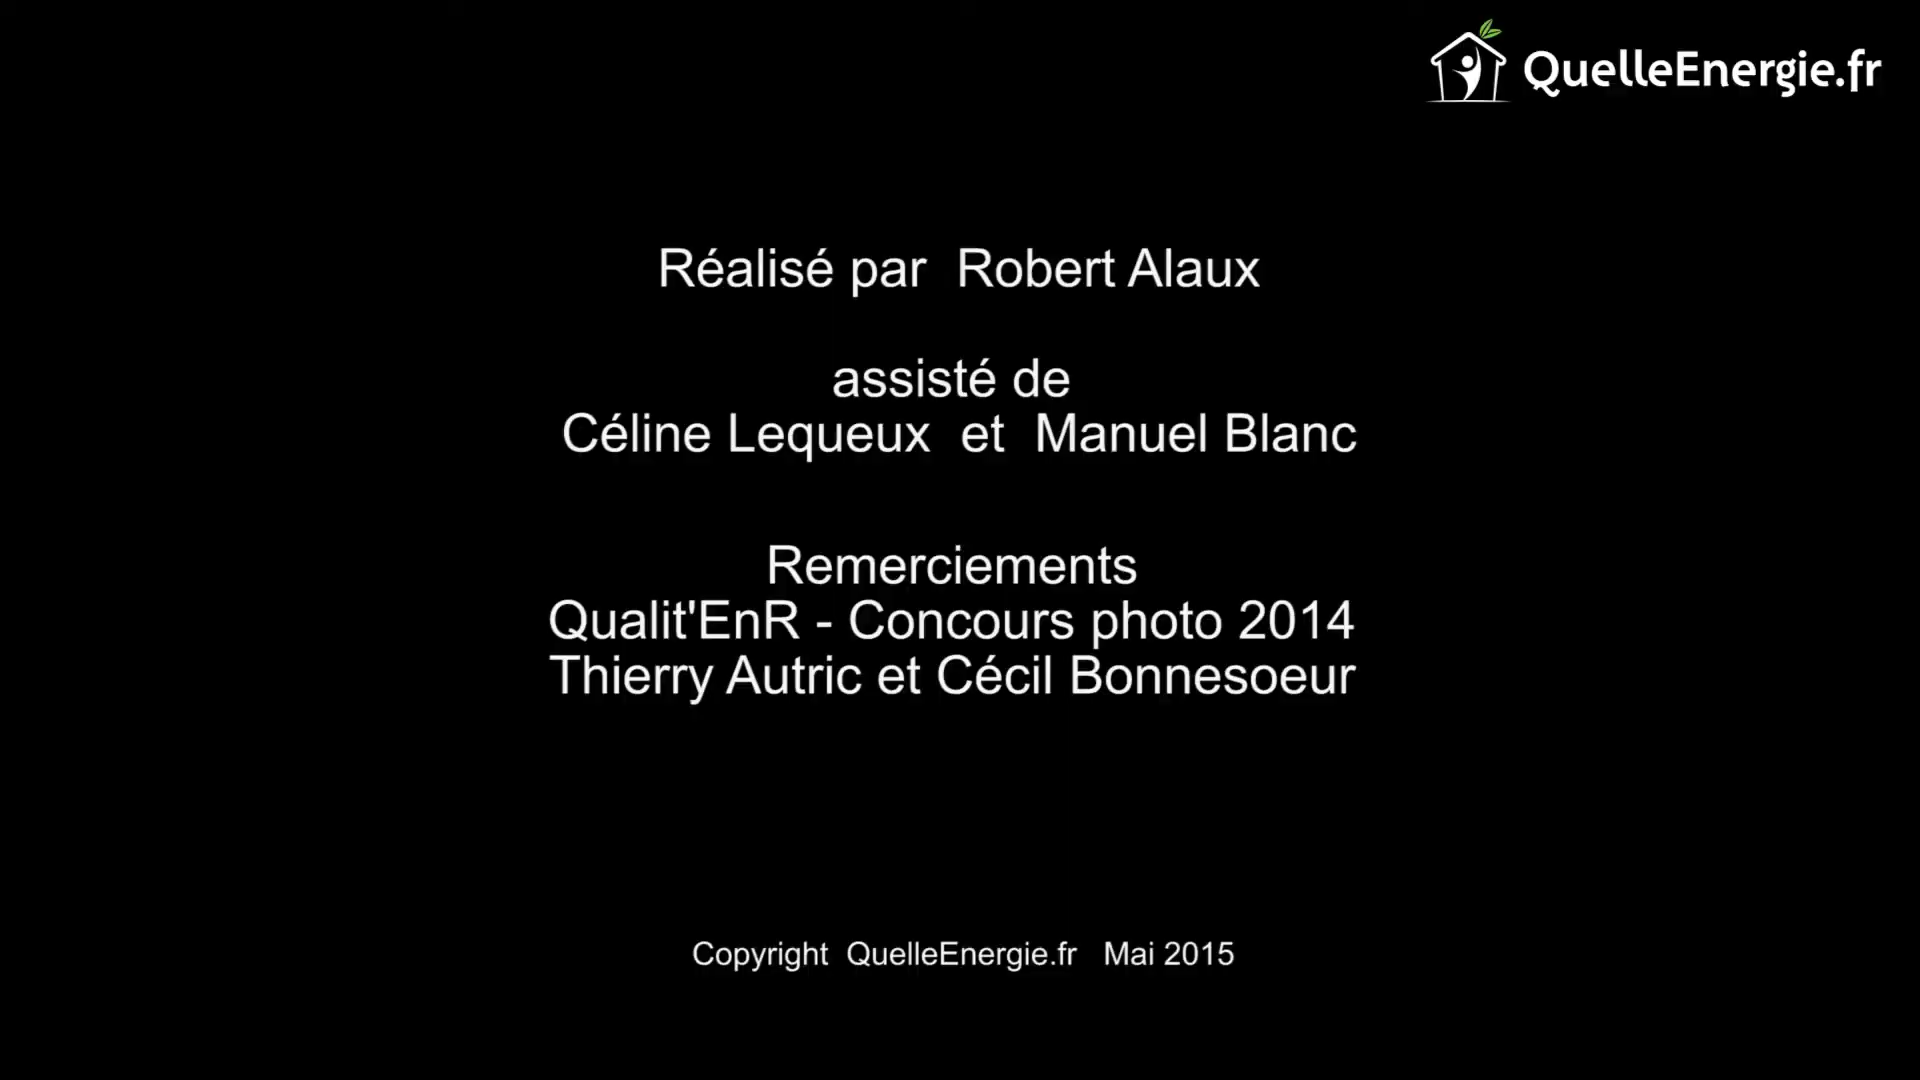 QuelleEnergie.fr
Réalisé par Robert Alaux
assisté de
Céline Lequeux et Manuel Blanc
Remerciements
Qualit'EnR - Concours photo 2014
Thierry Autric et Cécil Bonnesoeur
Copyright QuelleEnergie.fr Mai 2015